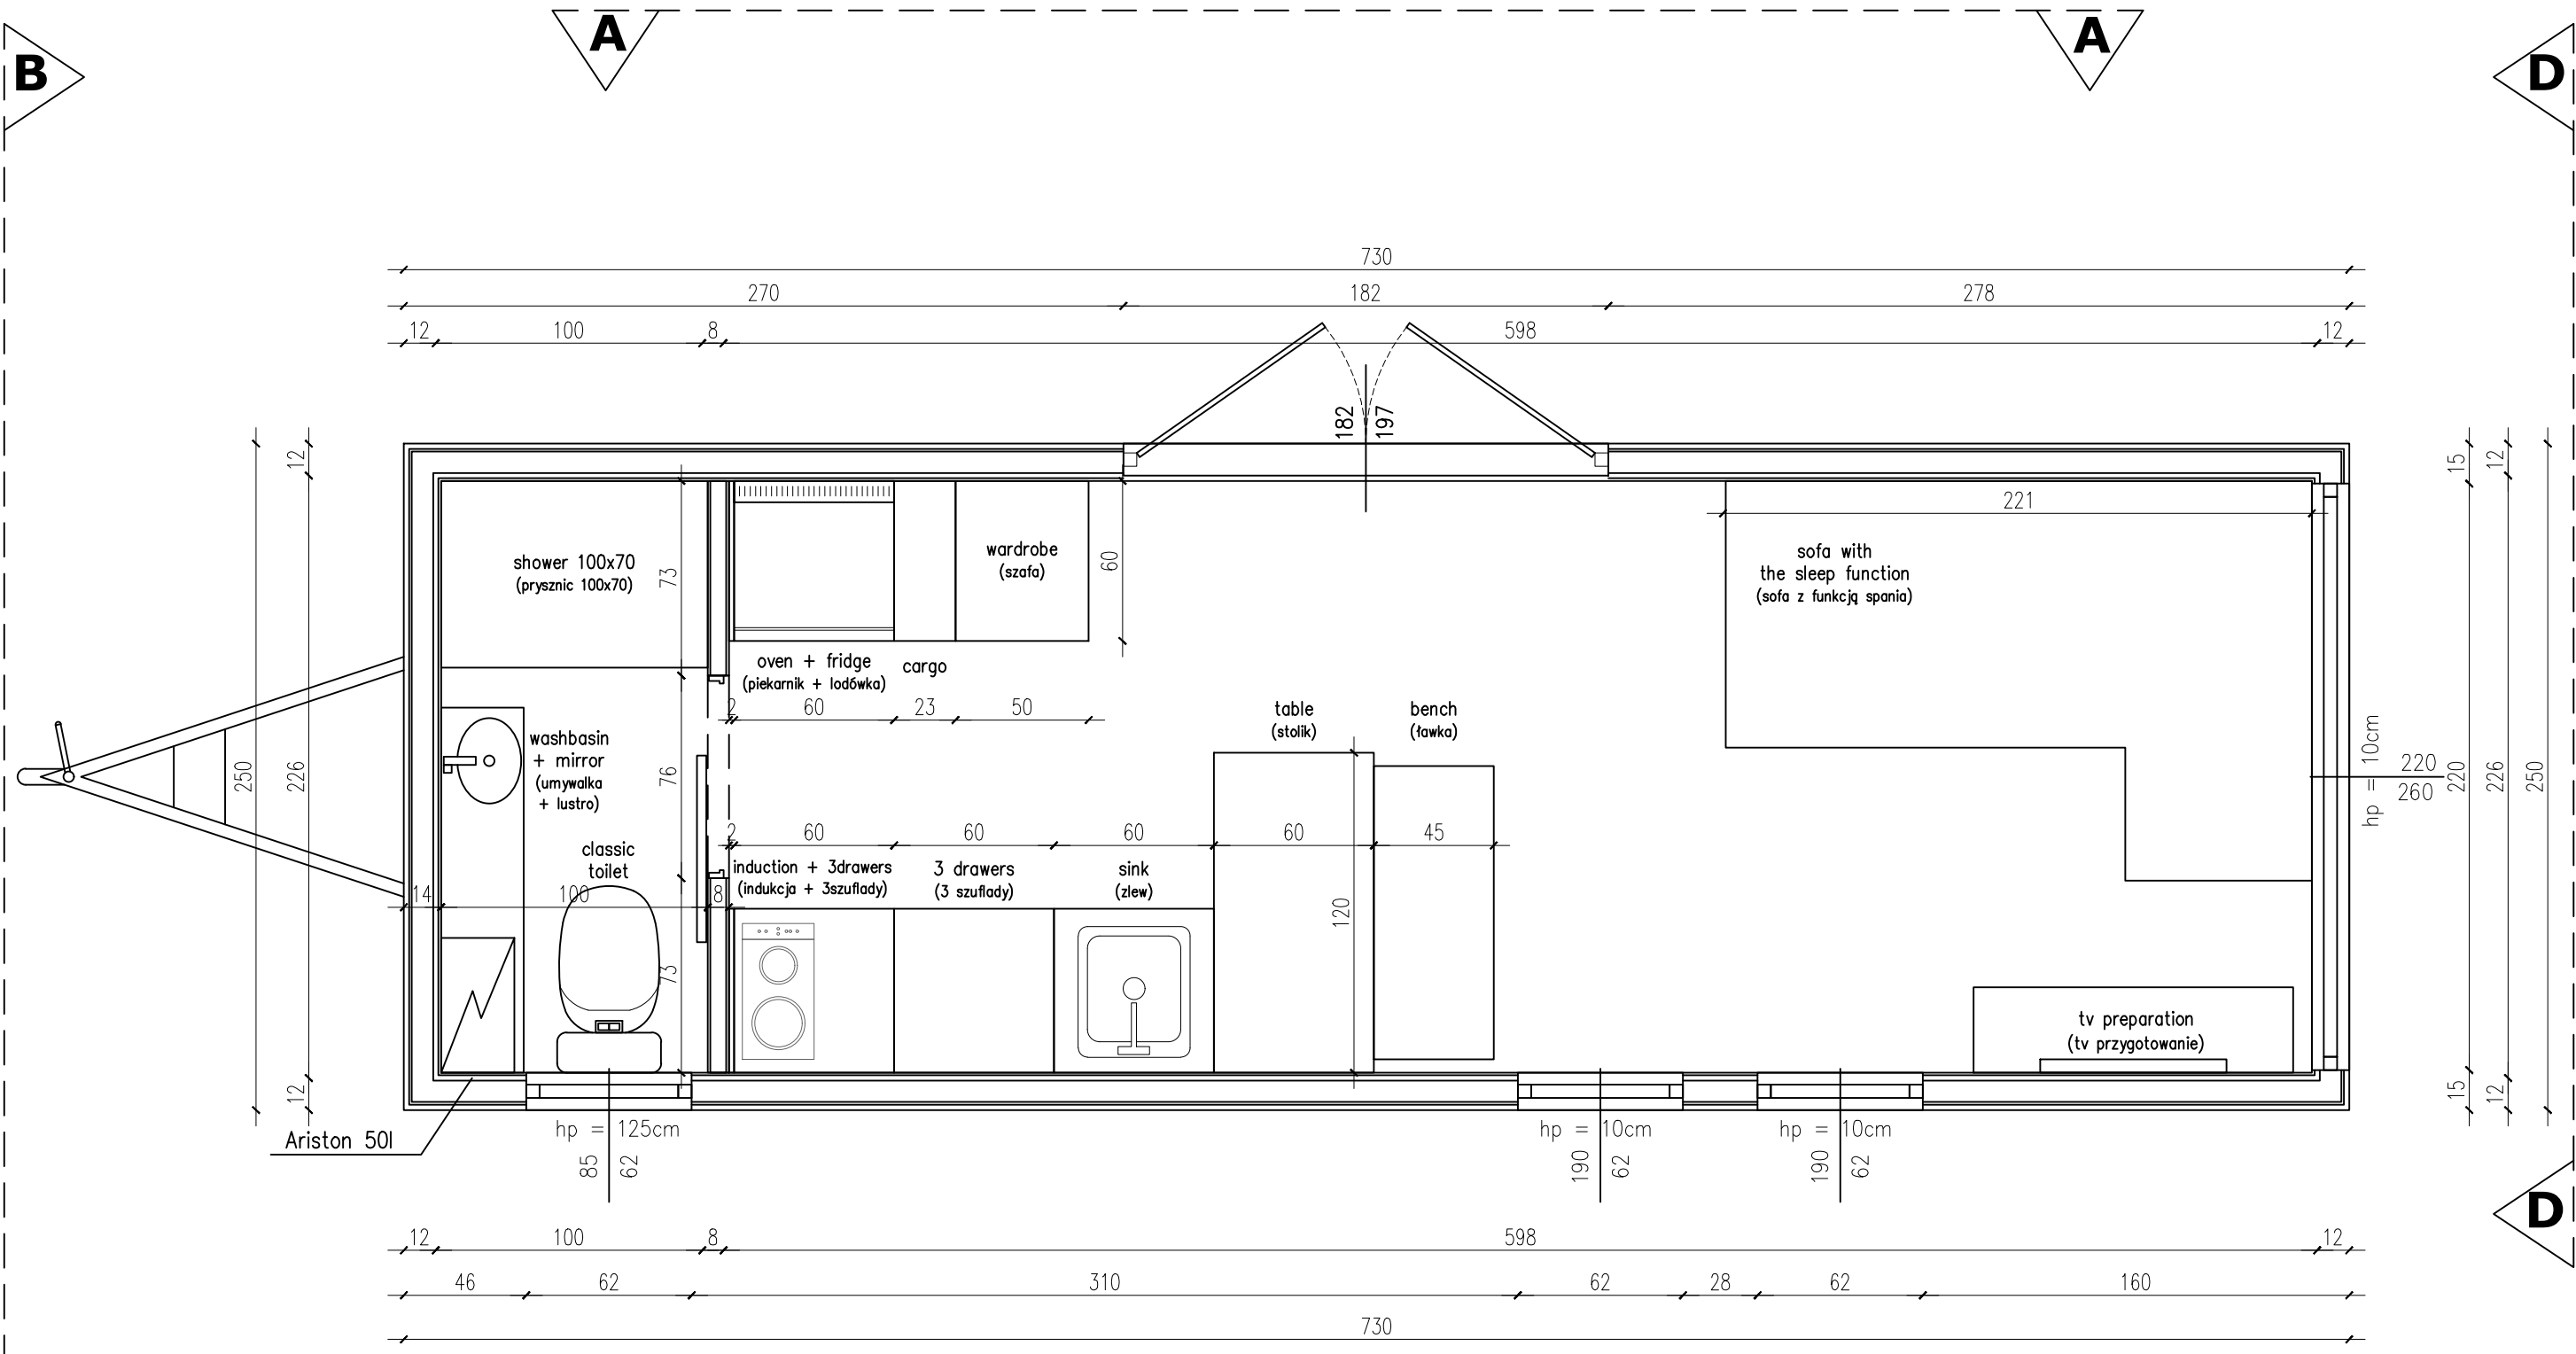 A
A
B
D
730
270
182
278
12
100
8
598
12
182
197
12
15
12
221
shower 100x70
(prysznic 100x70)
73
wardrobe
(szafa)
60
sofa with
the sleep function
(sofa z funkcją spania)
oven + fridge
(piekarnik + lodówka)
cargo
2
60
23
50
table
(stolik)
bench
(ławka)
washbasin
+ mirror
(umywalka
+ lustro)
250
226
76
hp = 10cm
220
260
220
226
250
2
60
60
60
60
45
classic
toilet
induction + 3drawers
(indukcja + 3szuflady)
3 drawers
(3 szuflady)
sink
(zlew)
14
100
8
120
73
tv preparation
(tv przygotowanie)
12
15
12
Ariston 50l
hp = 125cm
85
62
hp = 10cm
190
62
hp = 10cm
190
62
D
12
100
8
598
12
46
62
310
62
28
62
160
730